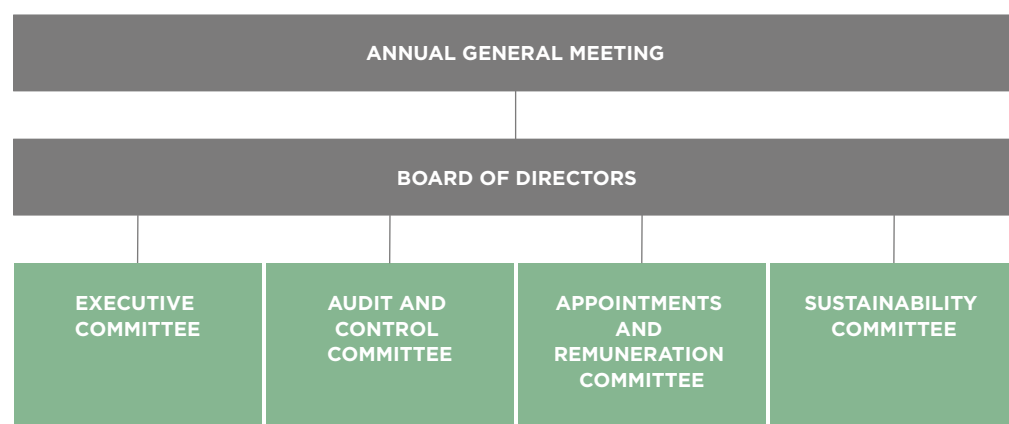 ANNUAL GENERAL MEETING
BOARD OF DIRECTORS
EXECUTIVE
COMMITTEE
AUDIT AND
CONTROL
COMMITTEE
APPOINTMENTS
AND
REMUNERATION
COMMITTEE
SUSTAINABILITY
COMMITTEE